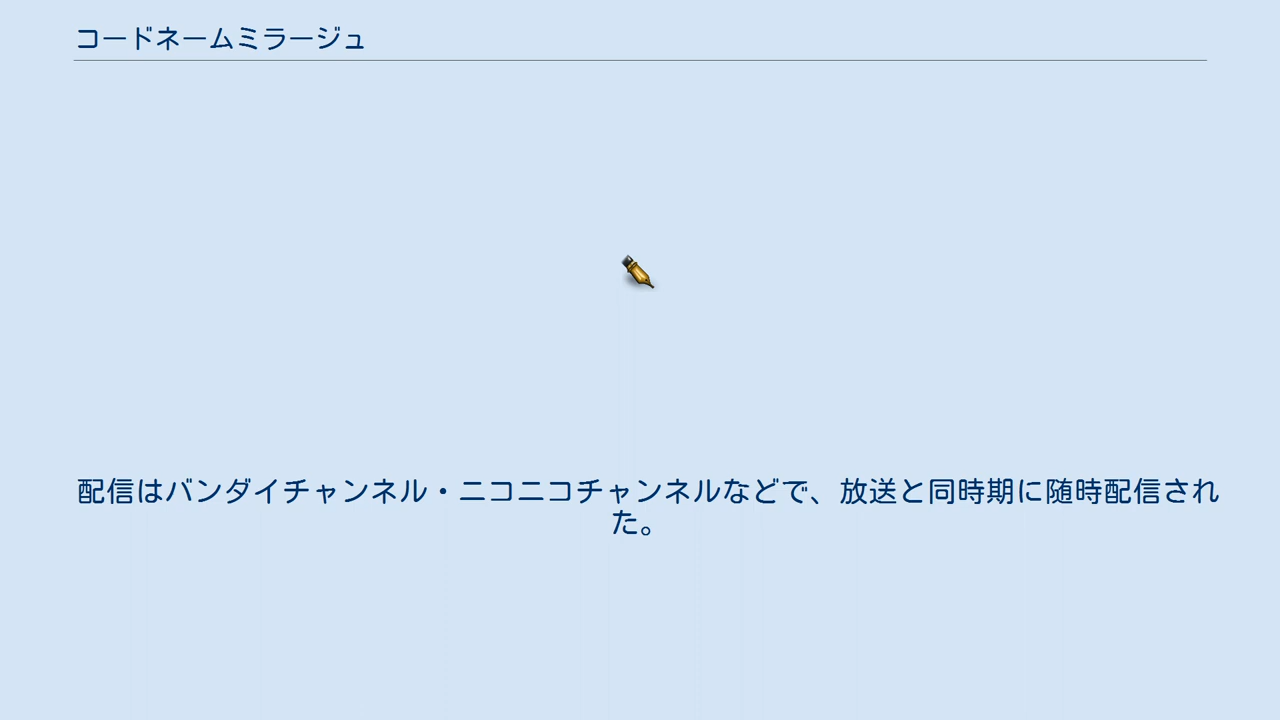 コードネームミラージュ
配信はバンダイチャンネル・ニコニコチャンネルなどで、放送と同時期に随時配信され
た。